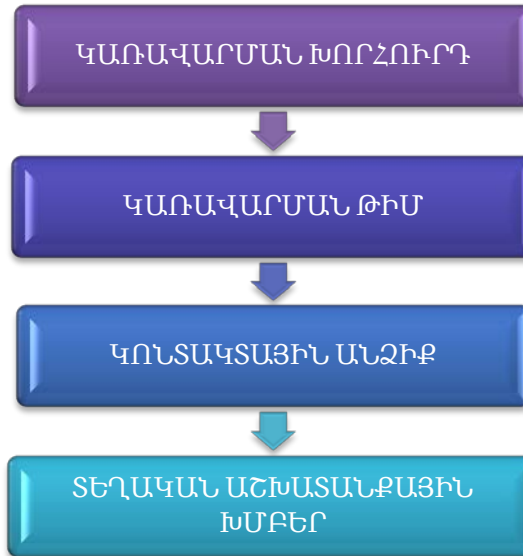 ԿԱՌԱՎԱՐՄԱՆ ԽՈՐՀՈՒՐԴ
ԿԱՌԱՎԱՐՄԱՆ ԹԻՄ
ԿՈՆՏԱԿՏԱՅԻՆ ԱՆՁԻՔ
ՏԵՂԱԿԱՆ ԱՇԽԱՏԱՆՔԱՅԻՆ
ԽՄԲԵՐ